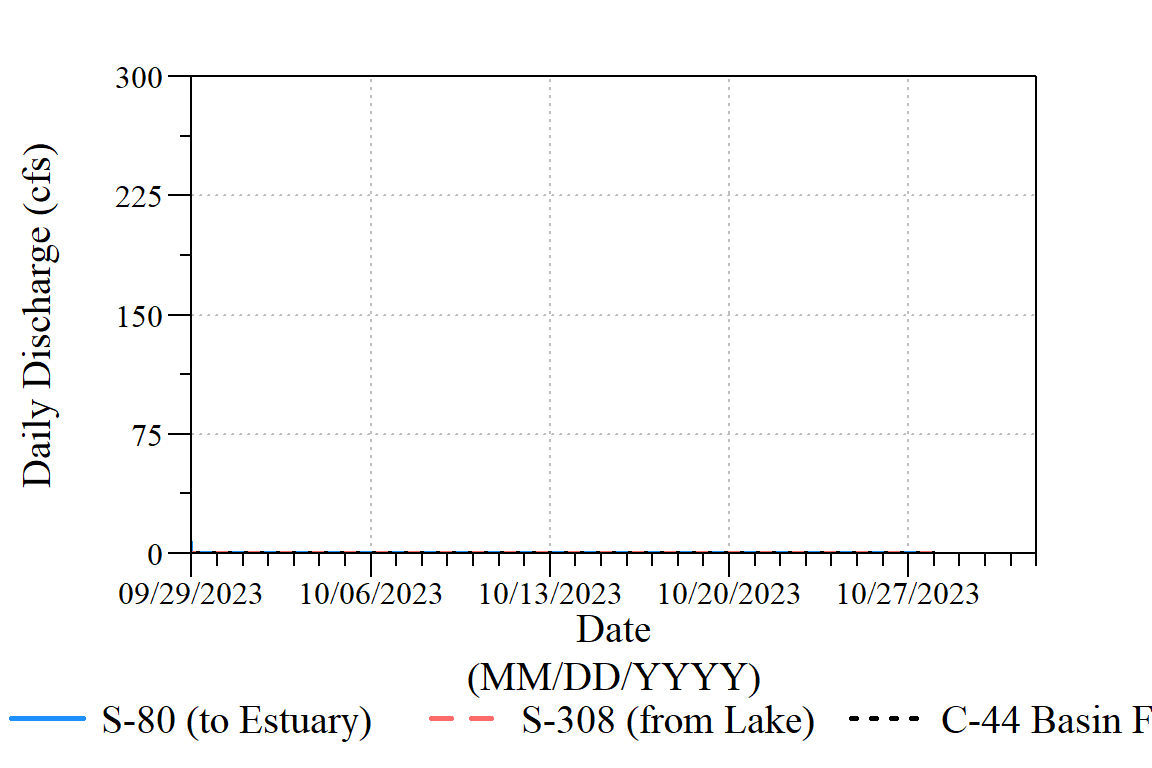 300
225
150
75
0
Daily Discharge (cfs)
09/29/2023 10/06/2023 10/13/2023 10/20/2023 10/27/2023
Date
(MM/DD/YYYY)
S-80 (to Estuary) S-308 (from Lake) C-44 Basin F